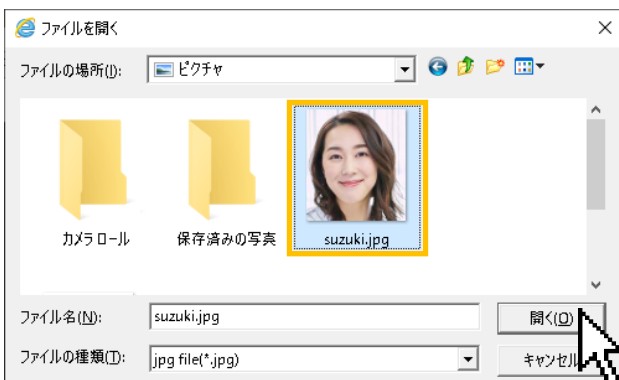 ファイルを開く
ファイルの場所(I):
ピクチャ
カメラ ロール
保存済みの写真
suzuki.jpg
ファイル名(N):
suzuki.jpg
開く(O)
ファイルの種類(T):
jpg file(*.jpg)
キャンセル